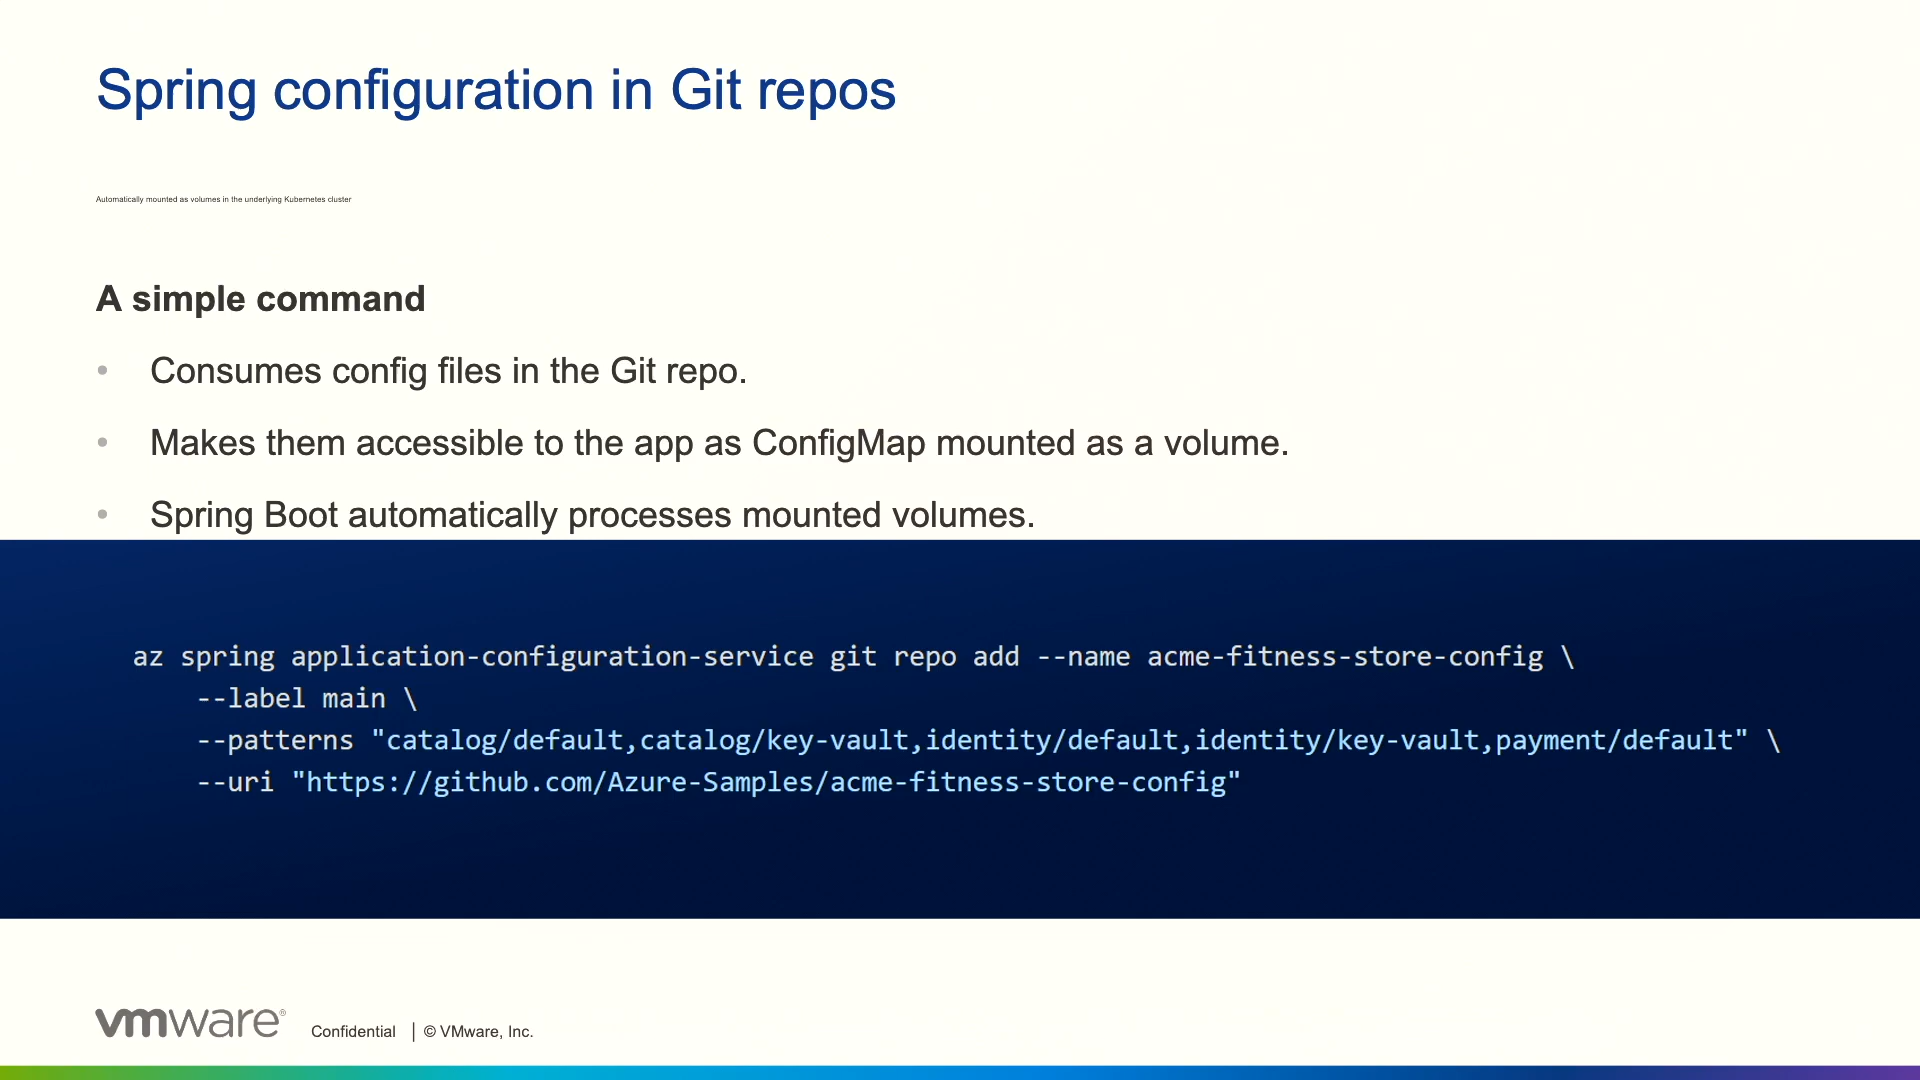 Spring configuration in Git repos
Automatically mounted as volumes in the underlying Kubernetes cluster
A simple command
• Consumes config files in the Git repo.
• Makes them accessible to the app as ConfigMap mounted as a volume.
• Spring Boot automatically processes mounted volumes.
az spring application-configuration-service git repo add --name acme-fitness-store-config \
    --label main \
    --patterns "catalog/default,catalog/key-vault,identity/default,identity/key-vault,payment/default" \
    --uri "https://github.com/Azure-Samples/acme-fitness-store-config"
vmware® Confidential | © VMware, Inc.